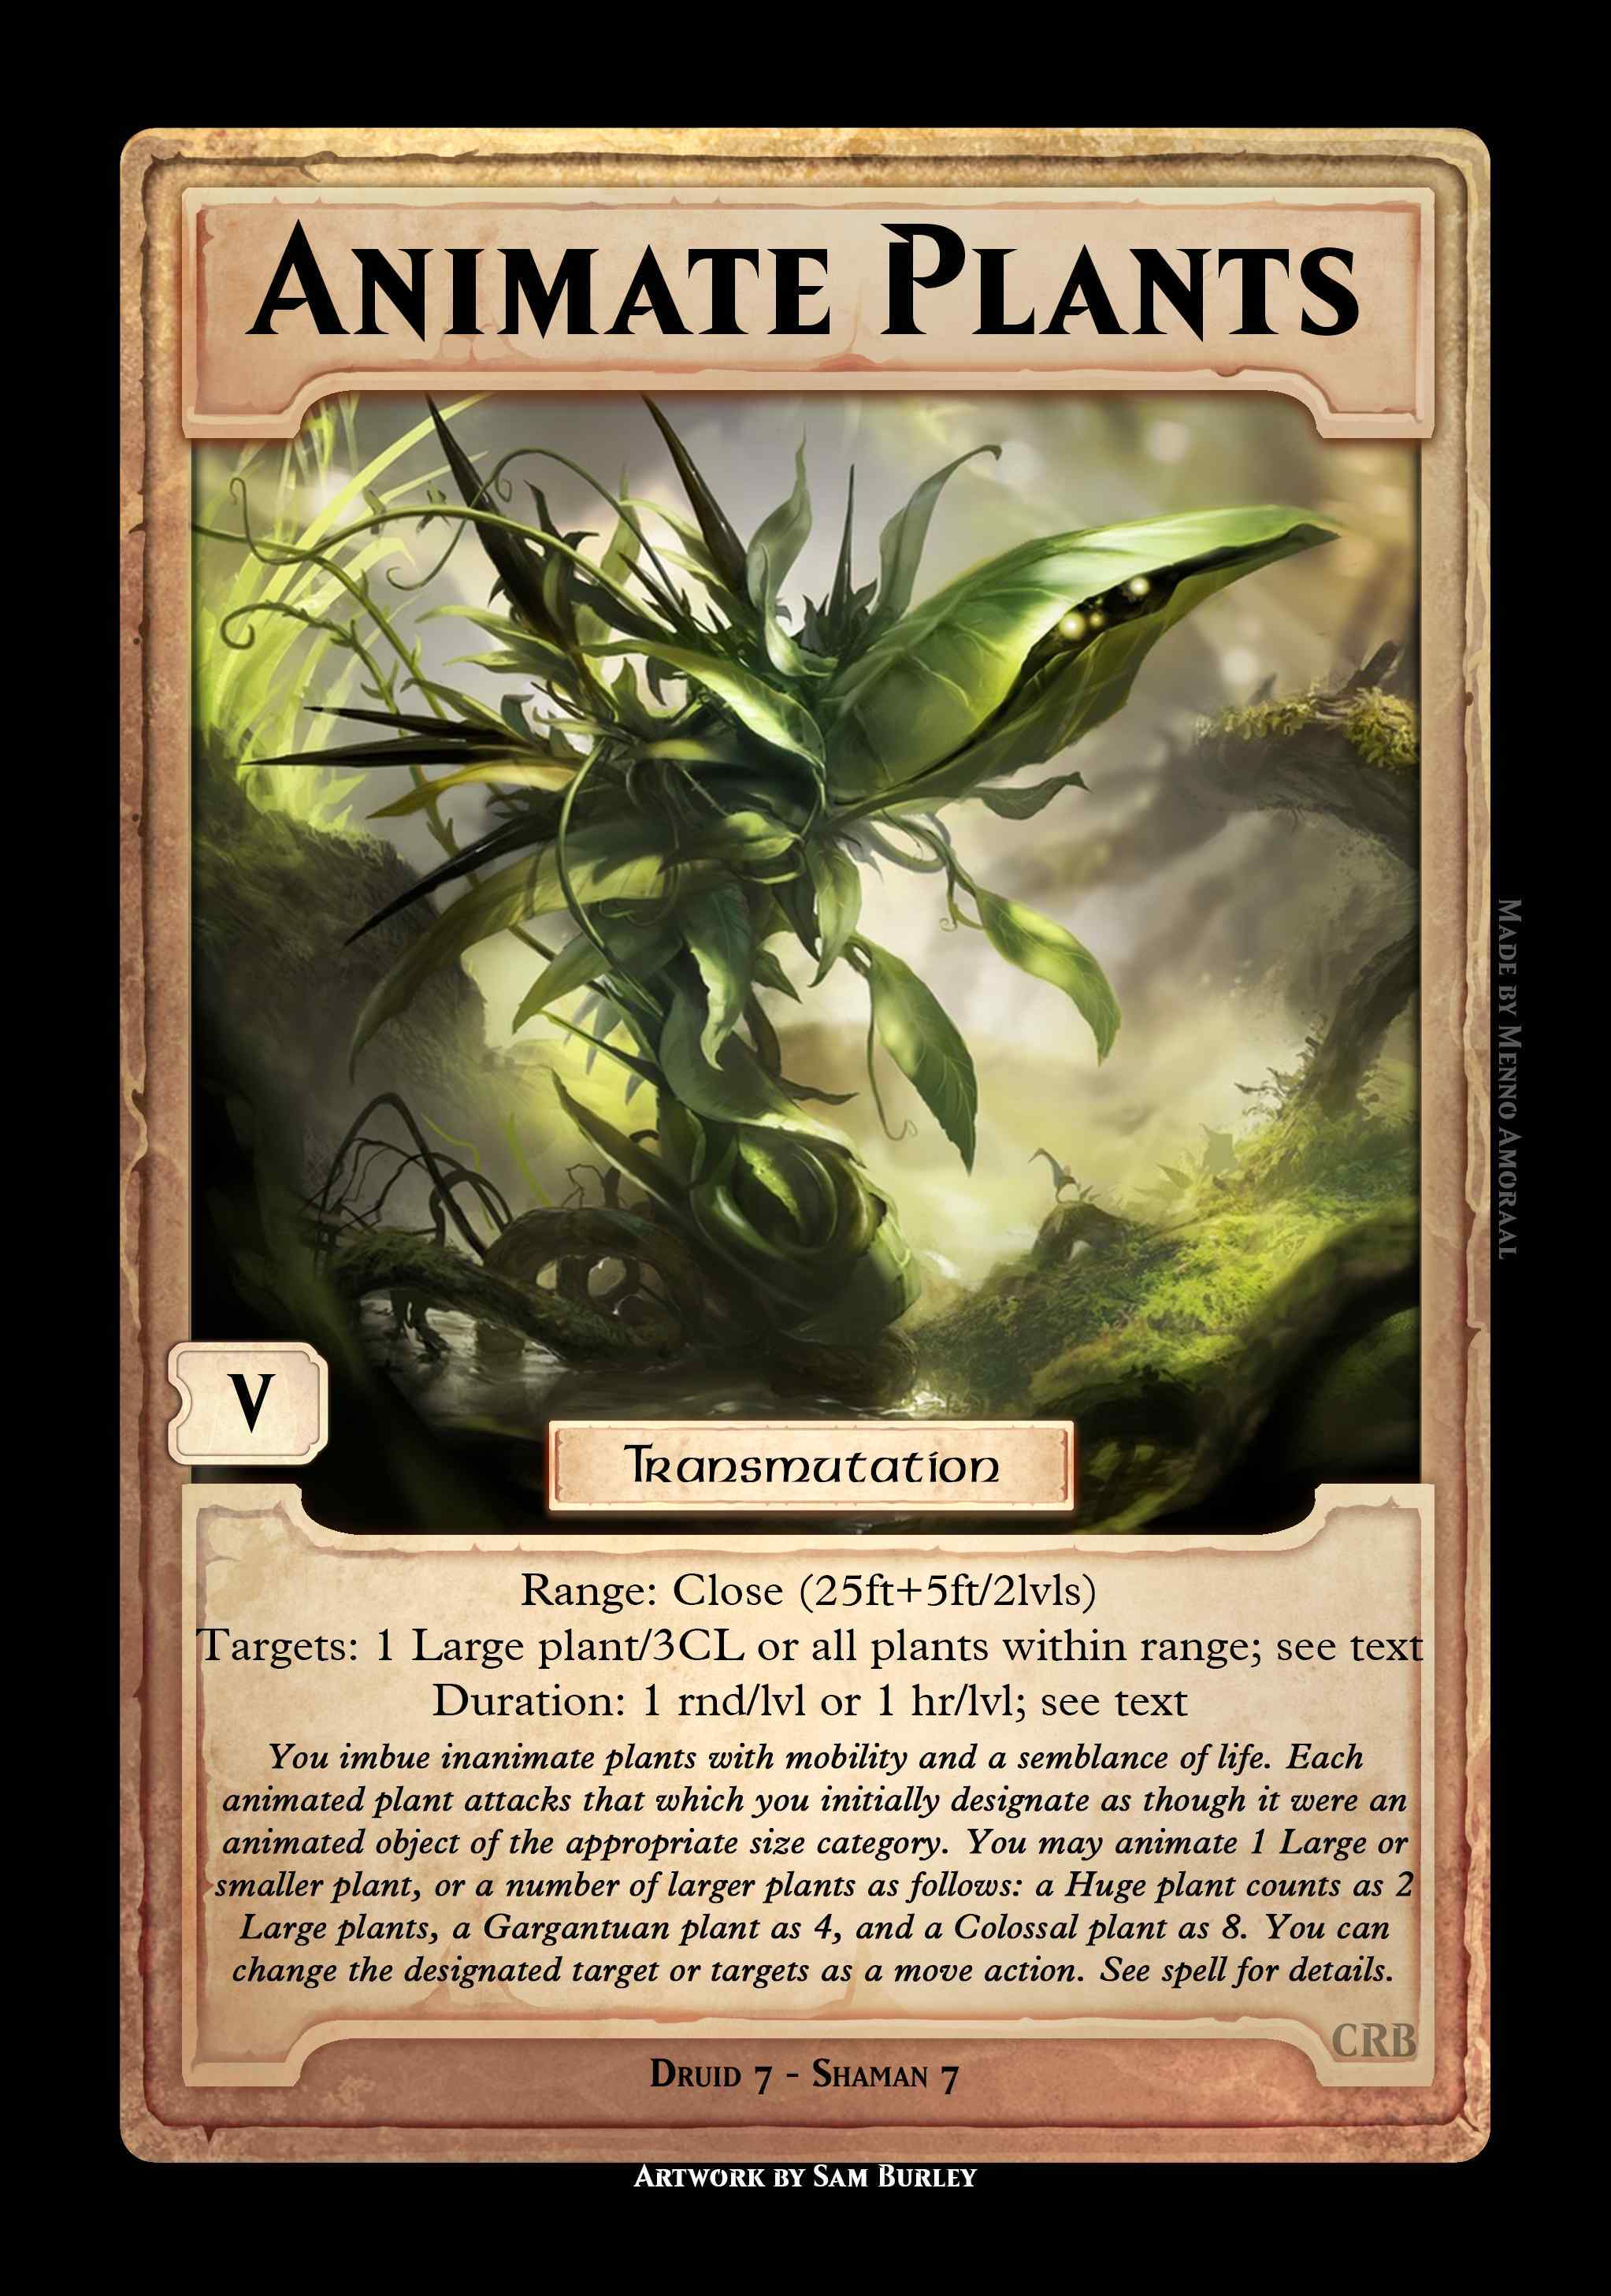 Animate Plants
V
Transmutation
Range: Close (25ft+5ft/2lvls)
Targets: 1 Large plant/3CL or all plants within range; see text
Duration: 1 rnd/lvl or 1 hr/lvl; see text
You imbue inanimate plants with mobility and a semblance of life. Each
animated plant attacks that which you initially designate as though it were an
animated object of the appropriate size category. You may animate 1 Large or
smaller plant, or a number of larger plants as follows: a Huge plant counts as 2
Large plants, a Gargantuan plant as 4, and a Colossal plant as 8. You can
change the designated target or targets as a move action. See spell for details.
CRB
Druid 7 - Shaman 7
Artwork by Sam Burley
Made by Menno Amoraal